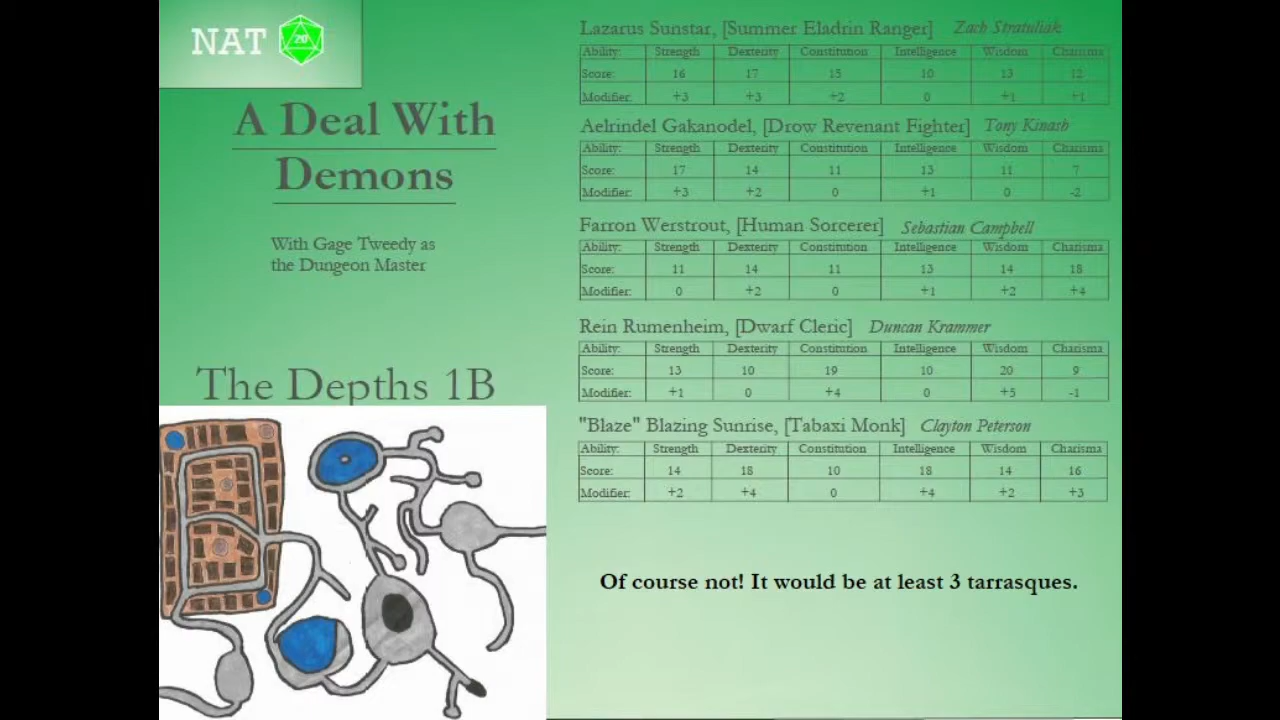 NAT 20
A Deal With
Demons
With Gage Tweedy as
the Dungeon Master
The Depths 1B
Lazarus Sunstar, [Summer Eladrin Ranger] Zach Stratuliak
Ability: Strength Dexterity Constitution Intelligence Wisdom Charisma
Score: 16 17 15 10 13 12
Modifier: +3 +3 +2 0 +1 +1
Aelrindel Gakanodel, [Drow Revenant Fighter] Tony Kinash
Ability: Strength Dexterity Constitution Intelligence Wisdom Charisma
Score: 17 14 11 13 11 7
Modifier: +3 +2 0 +1 0 -2
Farron Werstrout, [Human Sorcerer] Sebastian Campbell
Ability: Strength Dexterity Constitution Intelligence Wisdom Charisma
Score: 11 14 11 13 14 18
Modifier: 0 +2 0 +1 +2 +4
Rein Rumenheim, [Dwarf Cleric] Duncan Krammer
Ability: Strength Dexterity Constitution Intelligence Wisdom Charisma
Score: 13 10 19 10 20 9
Modifier: +1 0 +4 0 +5 -1
"Blaze" Blazing Sunrise, [Tabaxi Monk] Clayton Peterson
Ability: Strength Dexterity Constitution Intelligence Wisdom Charisma
Score: 14 18 10 18 14 16
Modifier: +2 +4 0 +4 +2 +3
Of course not! It would be at least 3 tarrasques.